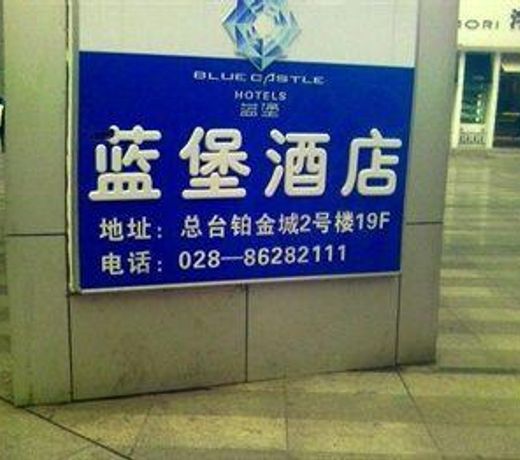 BLUE CASTLE
HOTELS
蓝堡
蓝堡酒店
地址：总台铂金城2号楼19F
电话：028—86282111